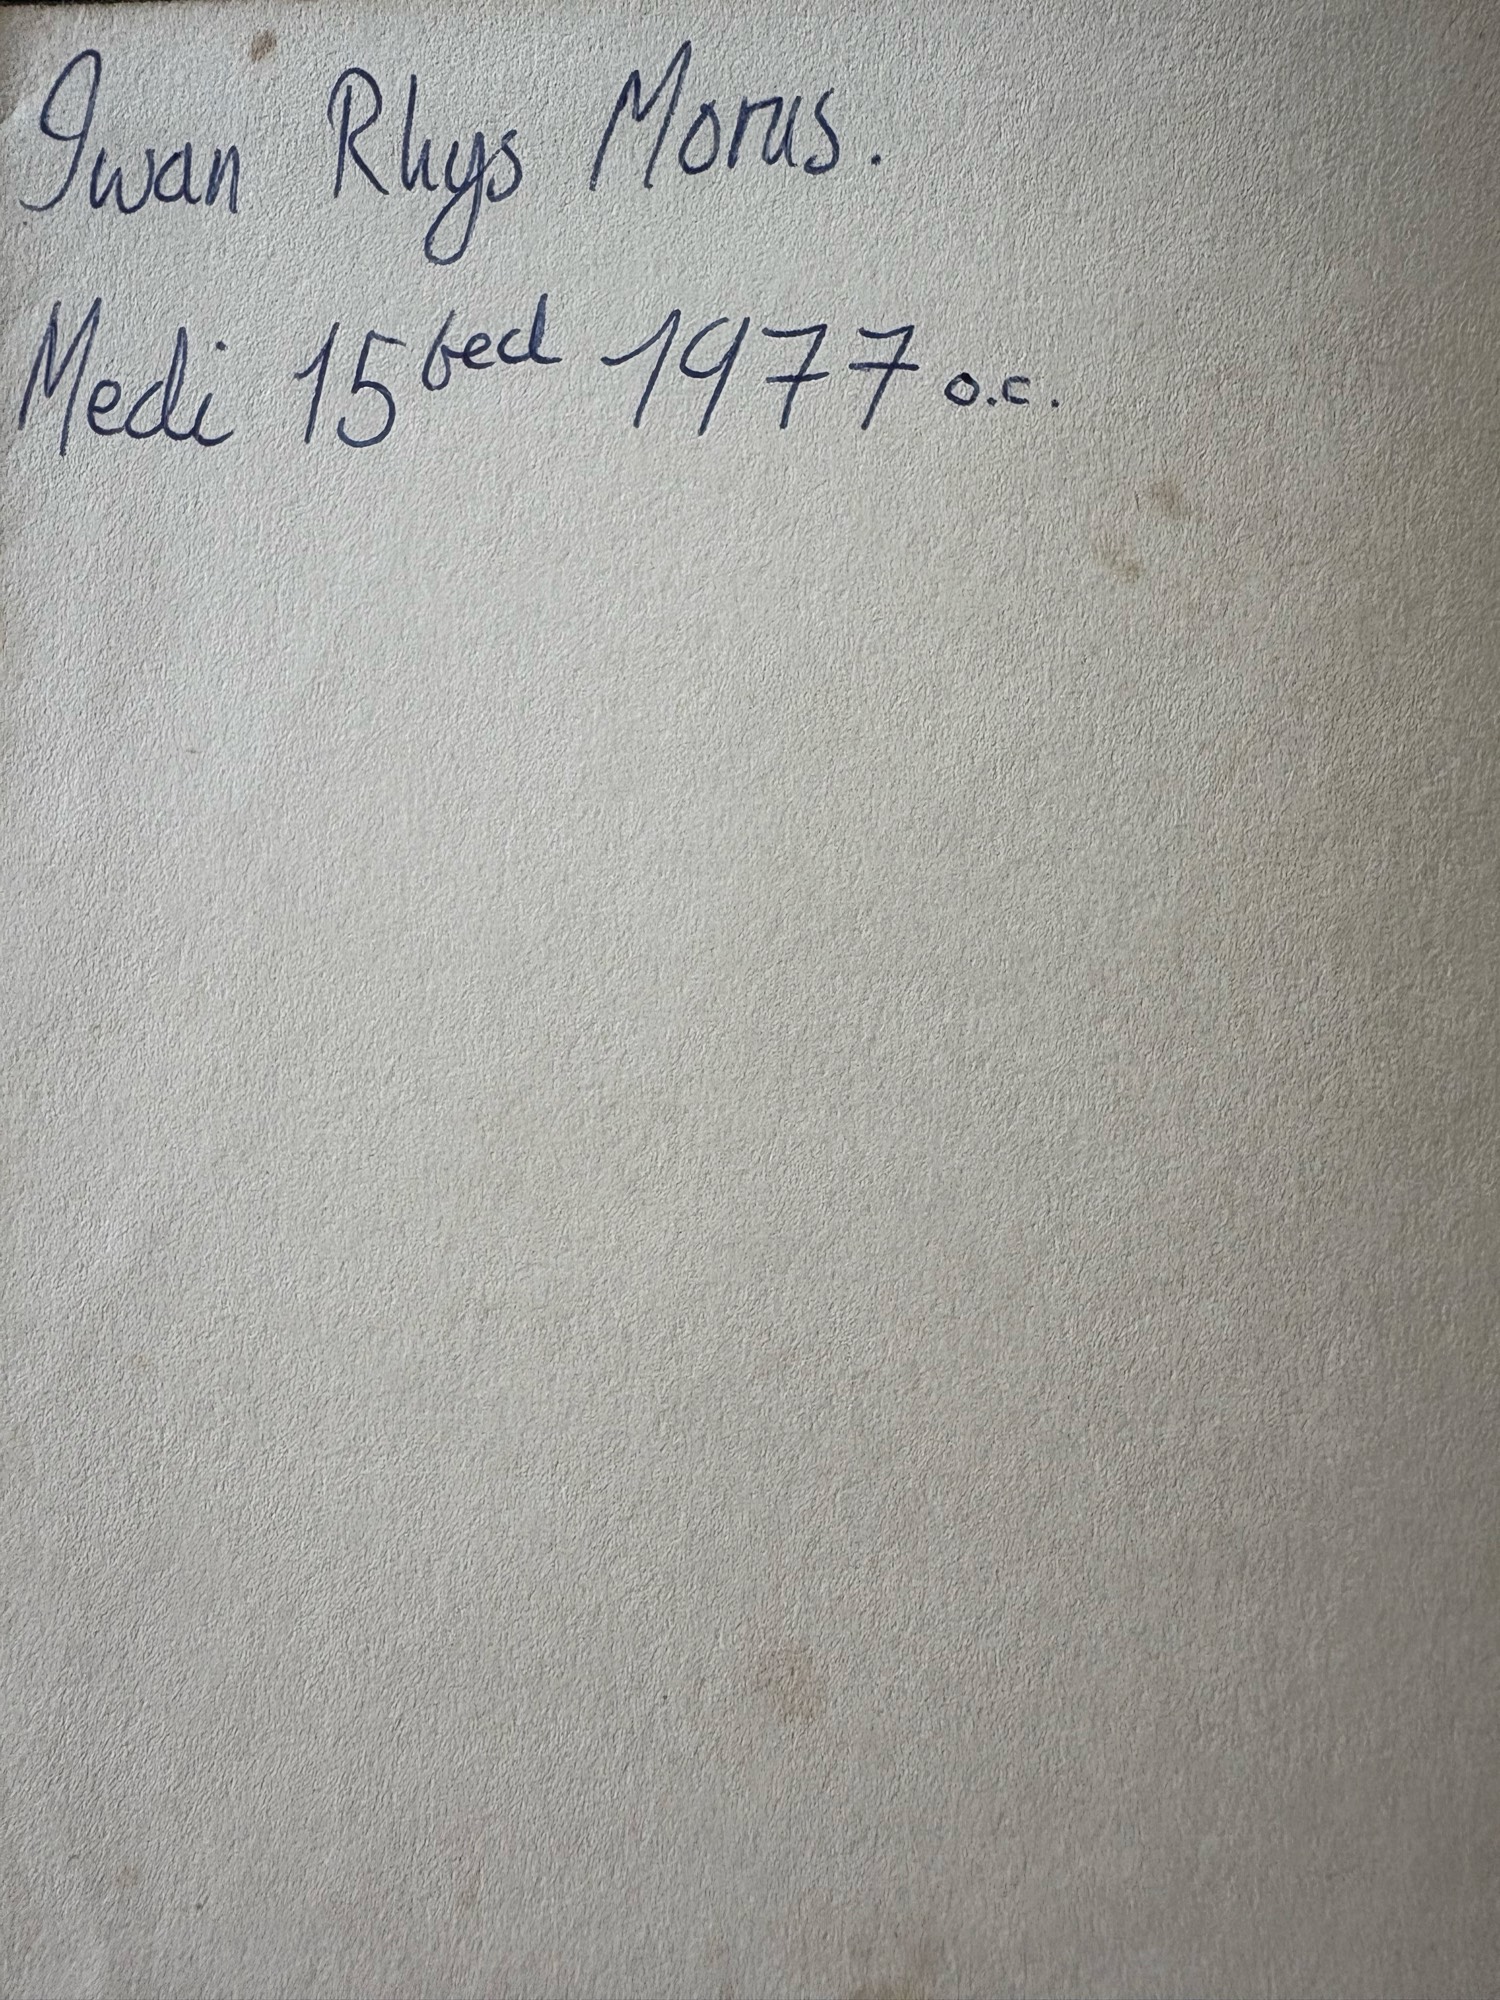 Iwan Rhys Morus.
Medi 15fed 1977 o.c.